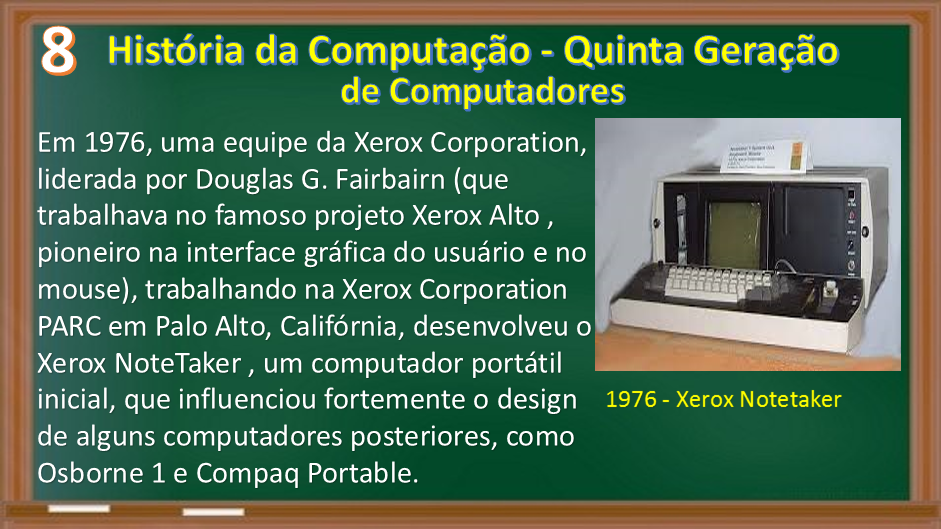 8
História da Computação - Quinta Geração
de Computadores
Em 1976, uma equipe da Xerox Corporation,
liderada por Douglas G. Fairbairn (que
trabalhava no famoso projeto Xerox Alto ,
pioneiro na interface gráfica do usuário e no
mouse), trabalhando na Xerox Corporation
PARC em Palo Alto, Califórnia, desenvolveu o
Xerox NoteTaker , um computador portátil
inicial, que influenciou fortemente o design
de alguns computadores posteriores, como
Osborne 1 e Compaq Portable.
1976 - Xerox Notetaker